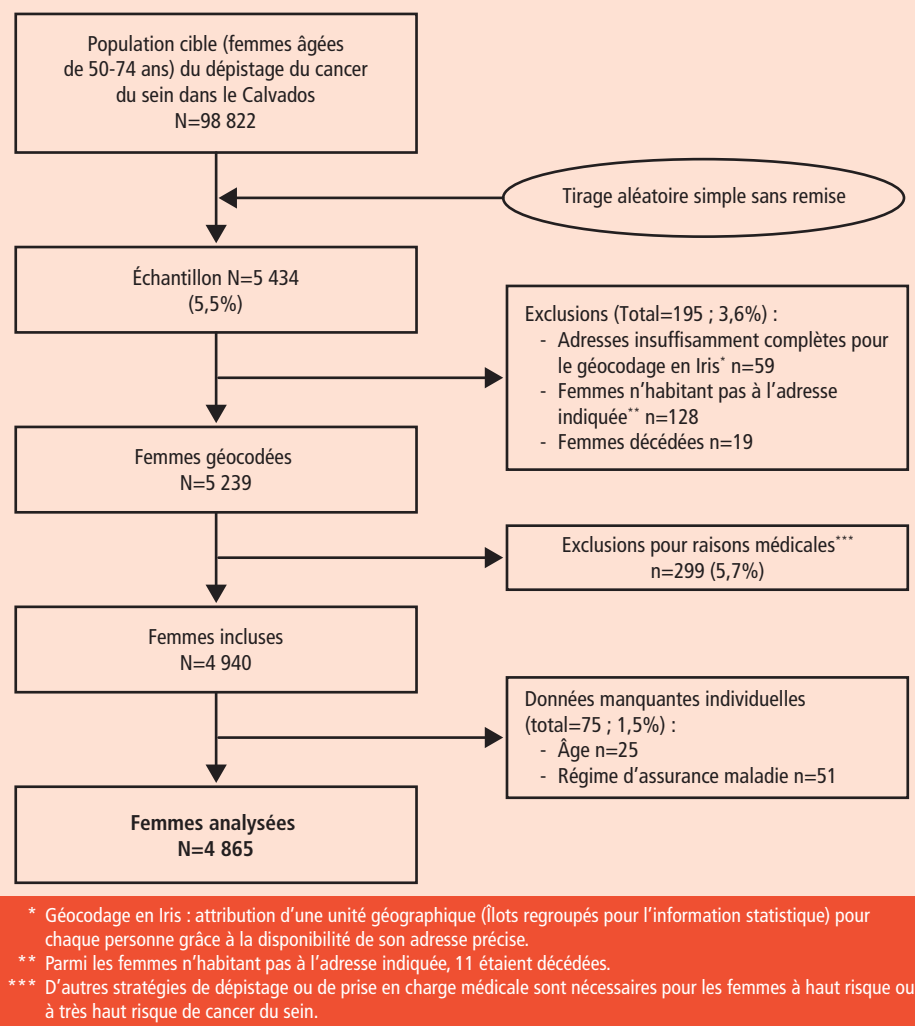 Population cible (femmes âgées
de 50-74 ans) du dépistage du cancer
du sein dans le Calvados
N=98 822
Tirage aléatoire simple sans remise
Échantillon N=5 434
(5,5%)
Exclusions (Total=195 ; 3,6%) :
- Adresses insuffisamment complètes pour
le géocodage en Iris* n=59
- Femmes n’habitant pas à l’adresse
indiquée** n=128
- Femmes décédées n=19
Femmes géocodées
N=5 239
Exclusions pour raisons médicales***
n=299 (5,7%)
Femmes incluses
N=4 940
Données manquantes individuelles
(total=75 ; 1,5%) :
- Âge n=25
- Régime d’assurance maladie n=51
Femmes analysées
N=4 865
* Géocodage en Iris : attribution d’une unité géographique (Îlots regroupés pour l’information statistique) pour
chaque personne grâce à la disponibilité de son adresse précise.
** Parmi les femmes n’habitant pas à l’adresse indiquée, 11 étaient décédées.
*** D’autres stratégies de dépistage ou de prise en charge médicale sont nécessaires pour les femmes à haut risque ou
à très haut risque de cancer du sein.